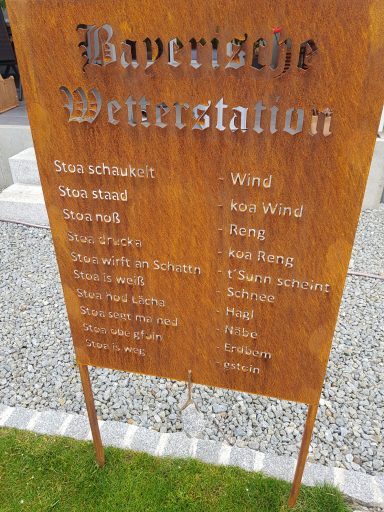 Bayerische
Wetterstation
Stoa schaukelt - Wind
Stoa staad - koa Wind
Stoa noß - Reng
Stoa drucka - koa Reng
Stoa wirft an Schattn - t'Sunn scheint
Stoa is weiß - Schnee
Stoa hod Lächa - Hagl
Stoa segt ma ned - Näbe
Stoa obe gfoin - Erdbem
Stoa is weg - gstoin